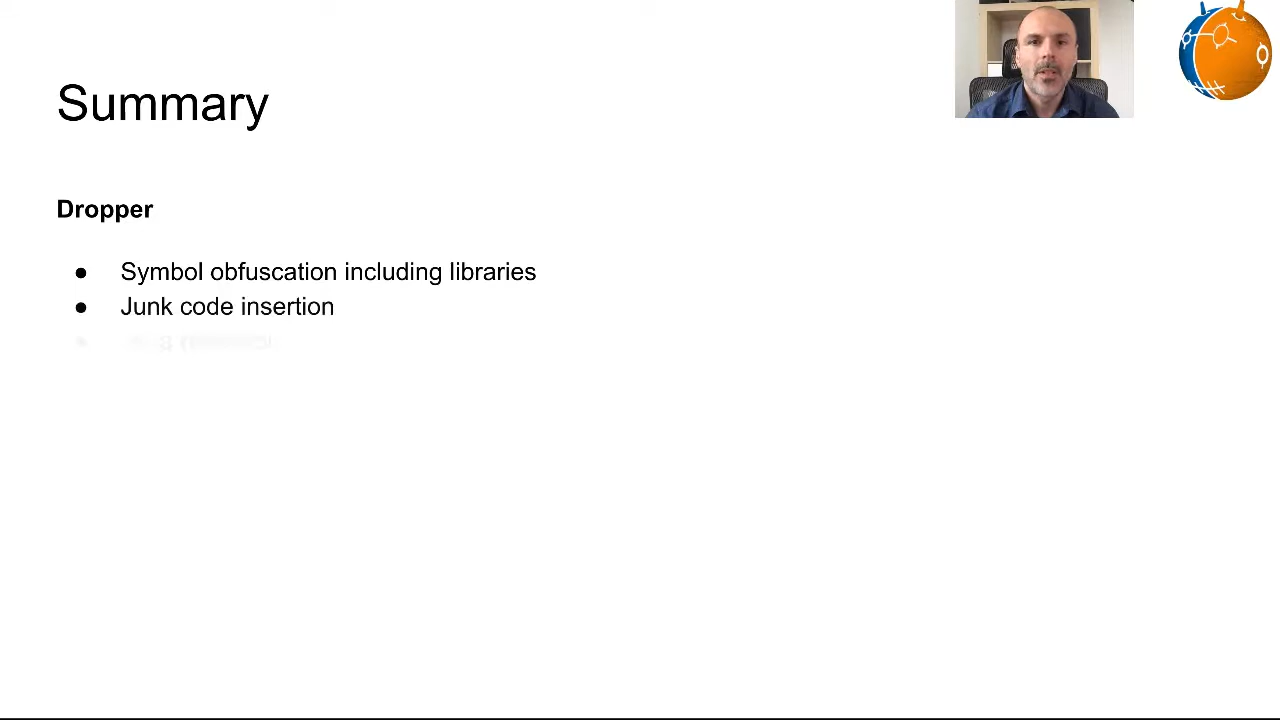 Summary
Dropper
● Symbol obfuscation including libraries
● Junk code insertion